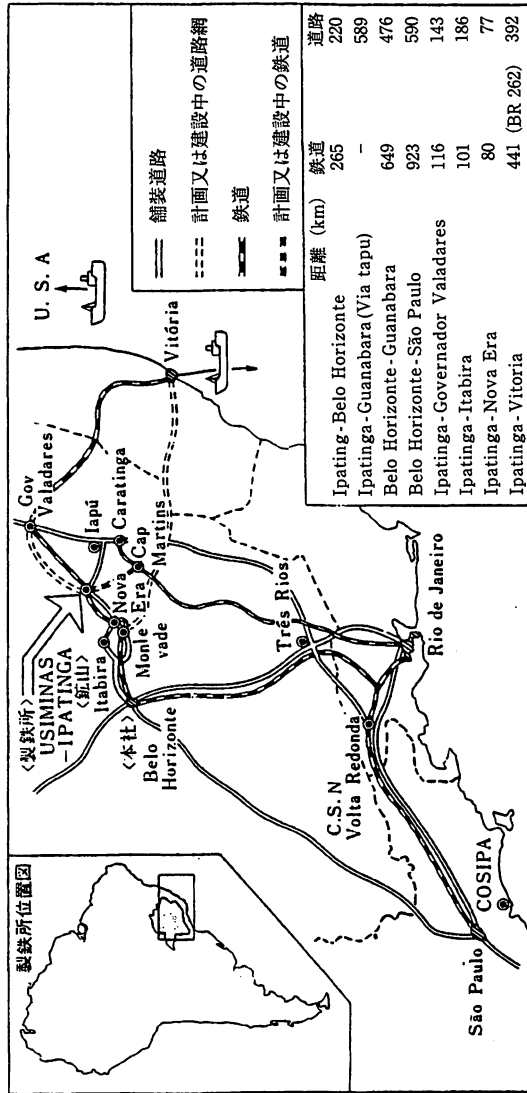 製鉄所位置図
U. S. A
Gov
Valadares
Iapú
Caratinga
Cap
Martins
Vitória
〈製鉄所〉
USIMINAS
-IPATINGA
〈鉱山〉
Itabira
Nova
Era
Monle
vade
〈本社〉
Belo
Horizonte
Três Rios
C.S.N
Volta Redonda
Rio de Janeiro
COSIPA
São Paulo
舗装道路
計画又は建設中の道路網
鉄道
計画又は建設中の鉄道
距離 (km) 鉄道 道路
Ipating-Belo Horizonte 265 220
Ipatinga-Guanabara (Via tapu) - 589
Belo Horizonte-Guanabara 649 476
Belo Horizonte-São Paulo 923 590
Ipatinga-Governador Valadares 116 143
Ipatinga-Itabira 101 186
Ipatinga-Nova Era 80 77
Ipatinga-Vitoria 441 (BR 262) 392